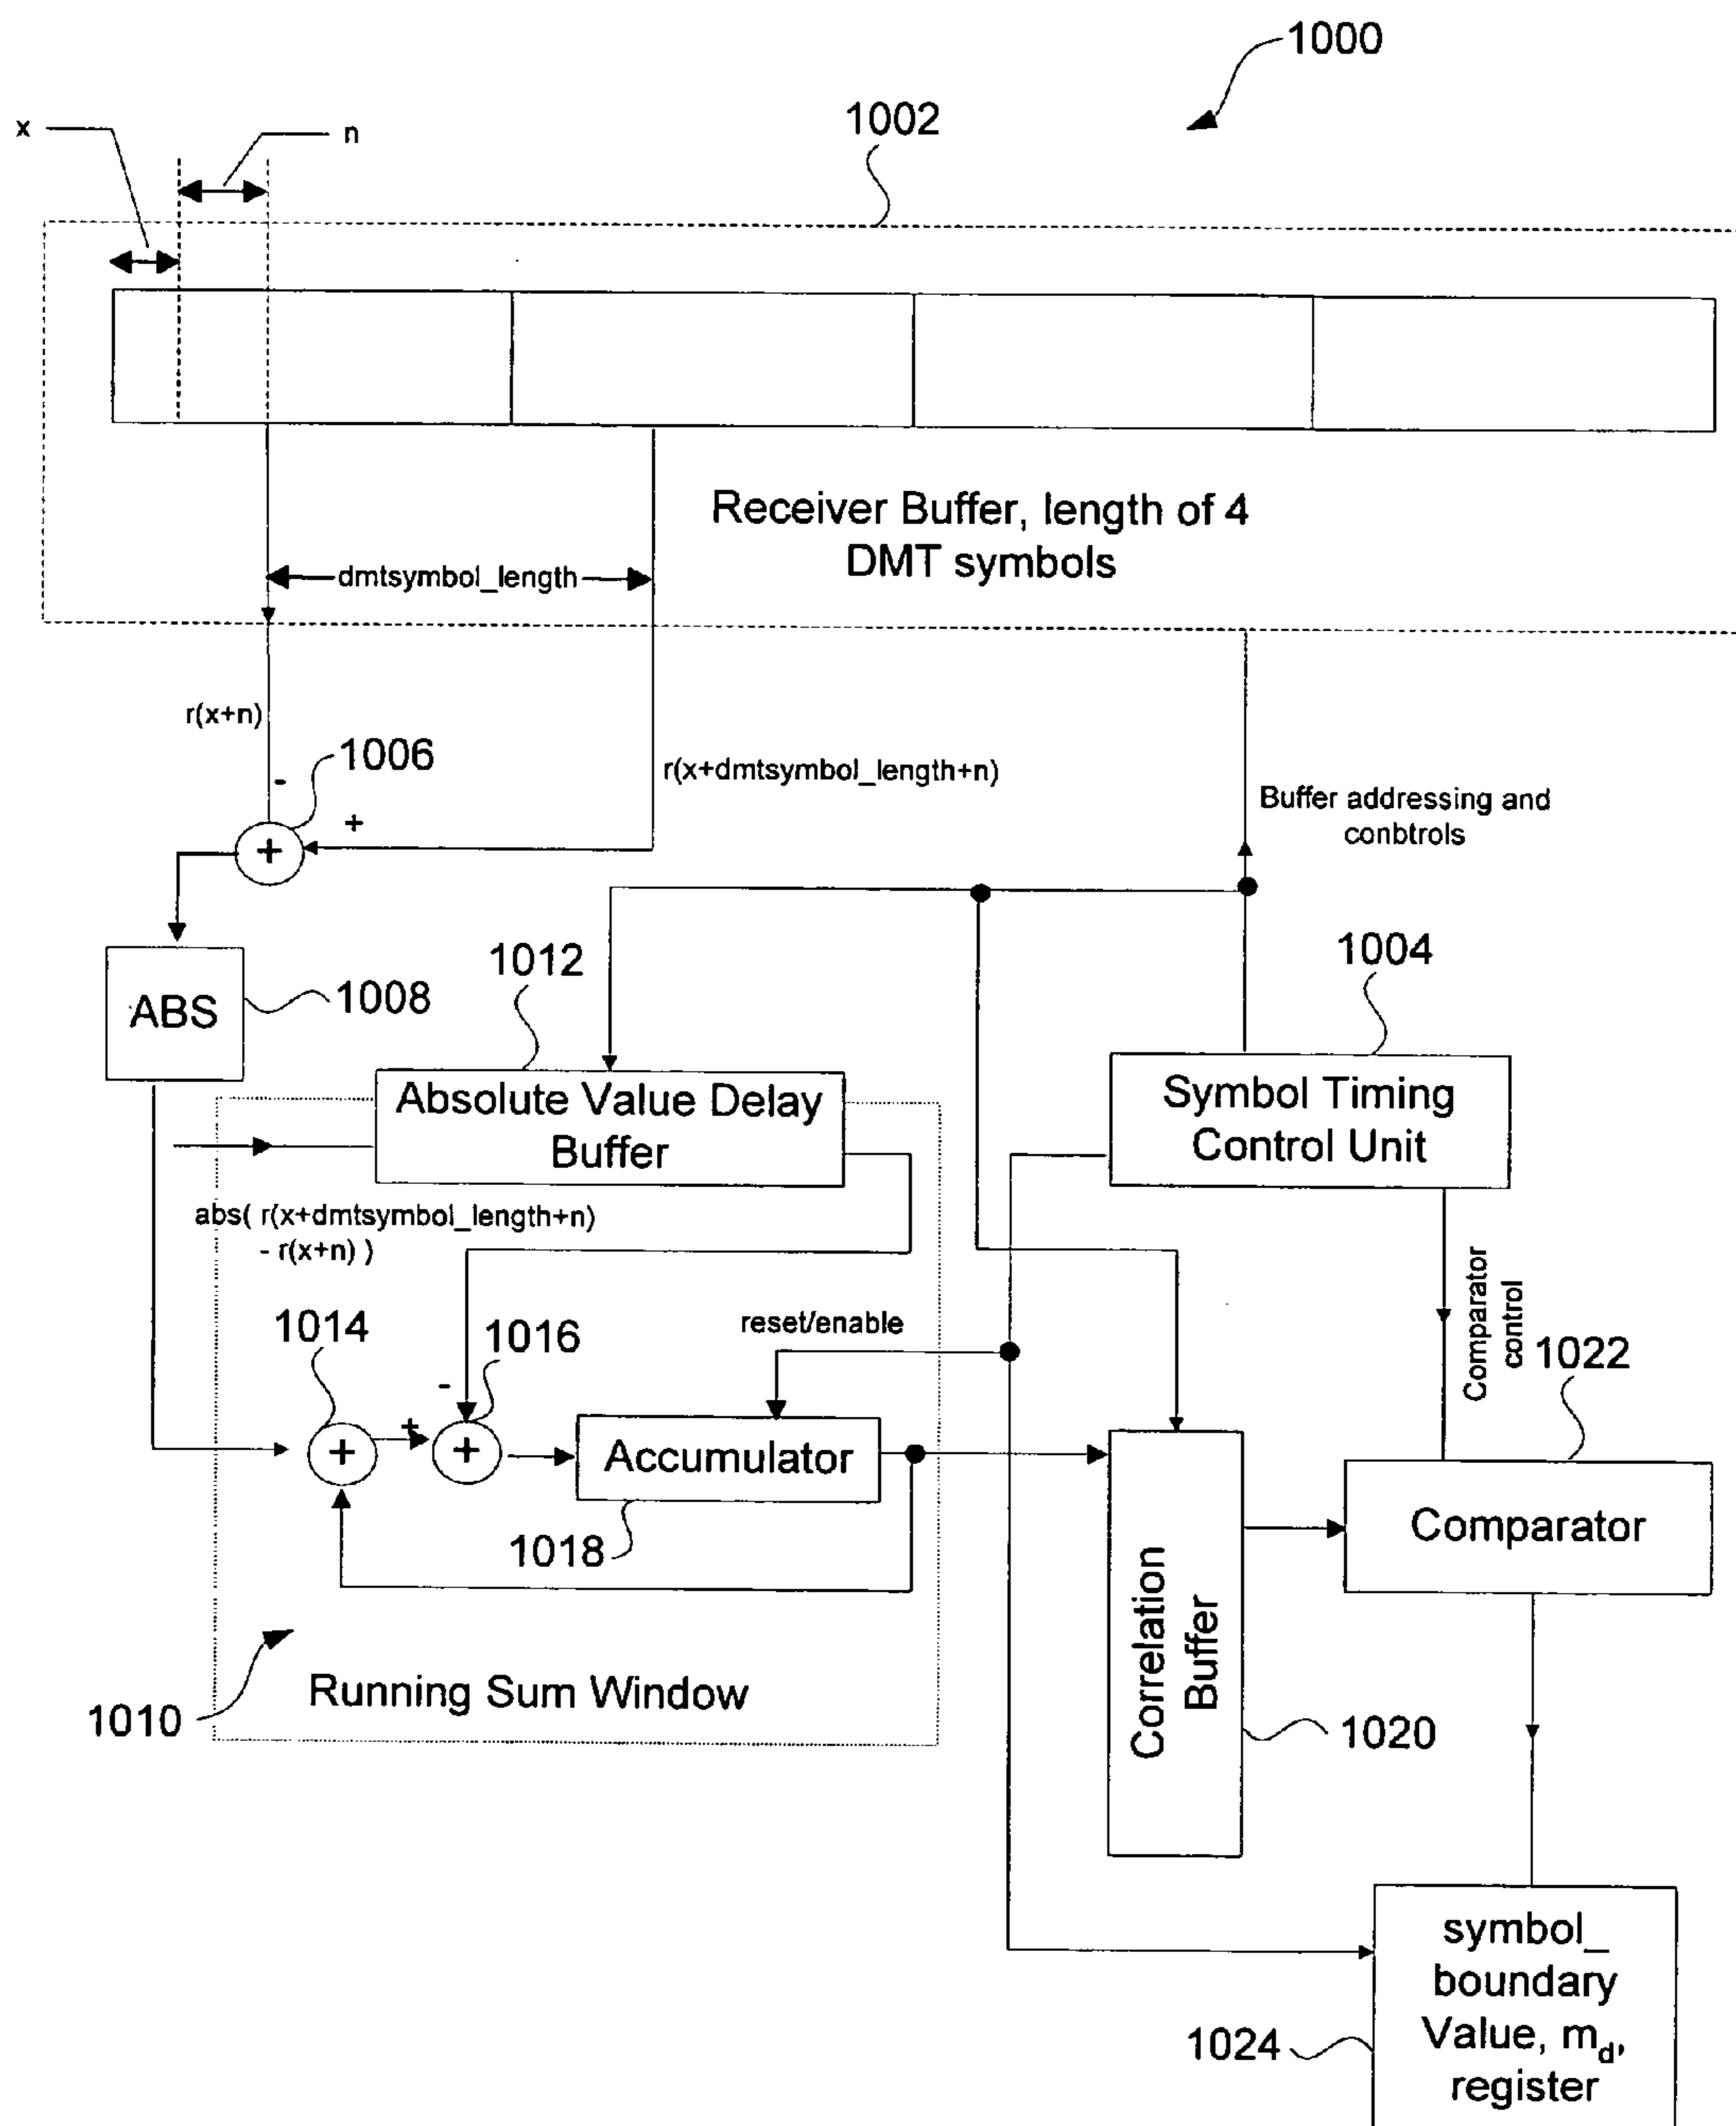 1000
1002
x
n
Receiver Buffer, length of 4
DMT symbols
dmtsymbol_length
r(x+n)
1006
-
+
+
r(x+dmtsymbol_length+n)
Buffer addressing and
conbtrols
1012
1004
ABS
1008
Absolute Value Delay
Buffer
Symbol Timing
Control Unit
abs( r(x+dmtsymbol_length+n)
- r(x+n) )
Comparator
control
1014
1016
reset/enable
1022
-
+
+
+
Accumulator
1018
Comparator
Correlation
Buffer
Running Sum Window
1010
1020
symbol_
boundary
Value, md,
register
1024